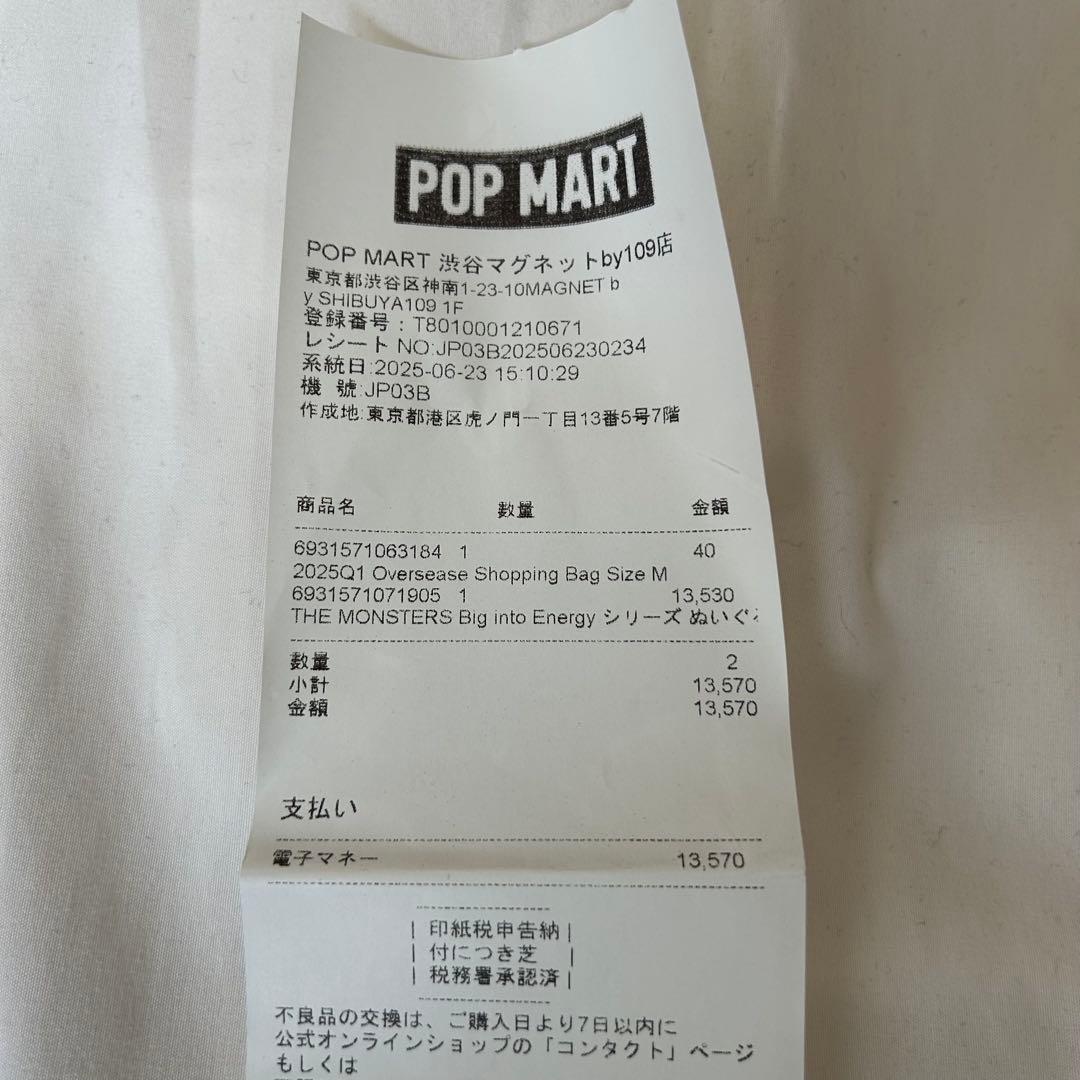 POP MART
POP MART 渋谷マグネットby109店
東京都渋谷区神南1-23-10MAGNET b
y SHIBUYA109 1F
登録番号：T8010001210671
レシート NO:JP03B202506230234
系統日:2025-06-23 15:10:29
機 號:JP03B
作成地:東京都港区虎ノ門一丁目13番5号7階
商品名 数量 金額
6931571063184 1 40
2025Q1 Oversease Shopping Bag Size M
6931571071905 1 13,530
THE MONSTERS Big into Energy シリーズ ぬいぐ
数量 2
小計 13,570
金額 13,570
支払い
電子マネー 13,570
印紙税申告納
付につき芝
税務署承認済
不良品の交換は、ご購入日より7日以内に
公式オンラインショップの「コンタクト」ページ
もしくは